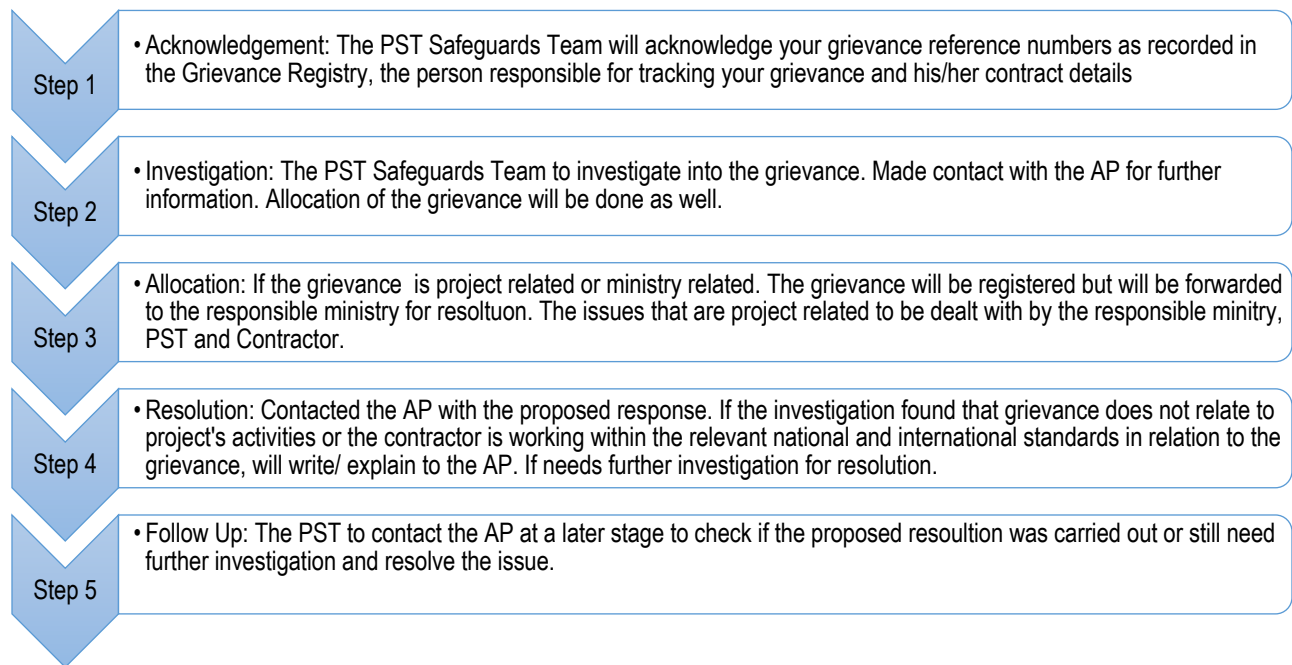 Step 1
• Acknowledgement: The PST Safeguards Team will acknowledge your grievance reference numbers as recorded in
the Grievance Registry, the person responsible for tracking your grievance and his/her contract details
Step 2
• Investigation: The PST Safeguards Team to investigate into the grievance. Made contact with the AP for further
information. Allocation of the grievance will be done as well.
Step 3
• Allocation: If the grievance is project related or ministry related. The grievance will be registered but will be forwarded
to the responsible ministry for resoltuon. The issues that are project related to be dealt with by the responsible minitry,
PST and Contractor.
Step 4
• Resolution: Contacted the AP with the proposed response. If the investigation found that grievance does not relate to
project's activities or the contractor is working within the relevant national and international standards in relation to the
grievance, will write/ explain to the AP. If needs further investigation for resolution.
Step 5
• Follow Up: The PST to contact the AP at a later stage to check if the proposed resoultion was carried out or still need
further investigation and resolve the issue.